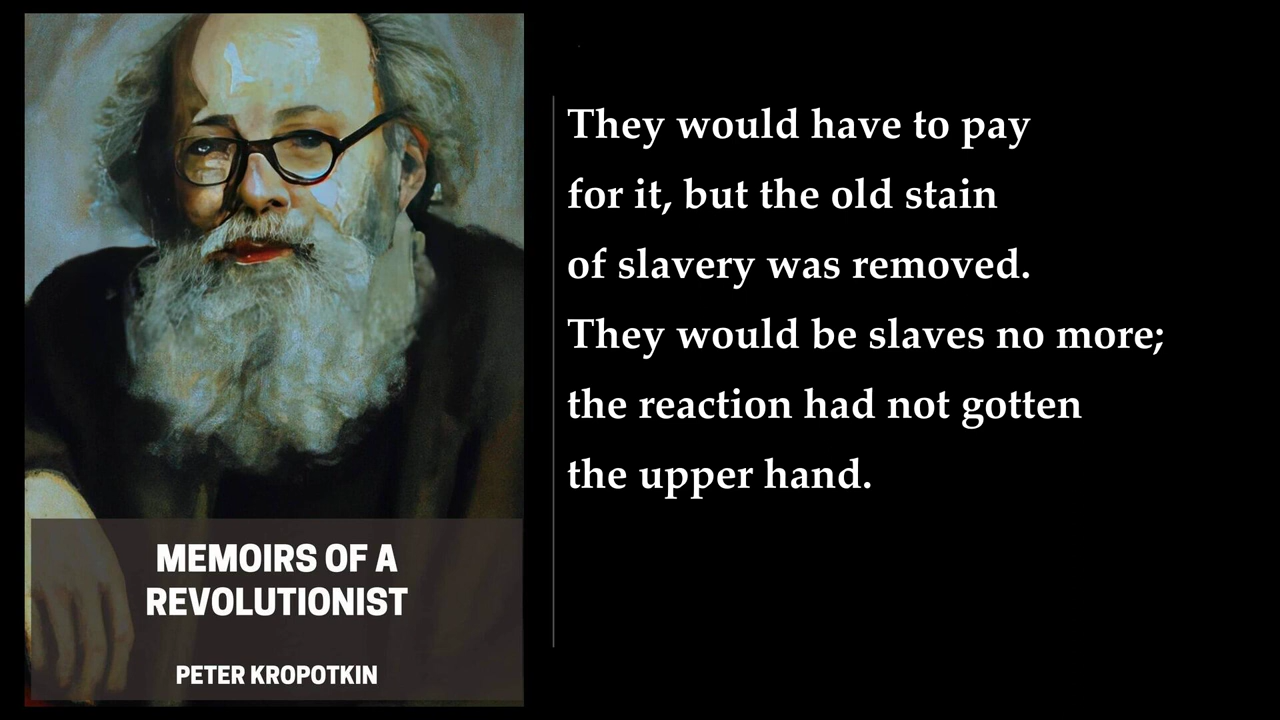 MEMOIRS OF A
REVOLUTIONIST
PETER KROPOTKIN
They would have to pay
for it, but the old stain
of slavery was removed.
They would be slaves no more;
the reaction had not gotten
the upper hand.